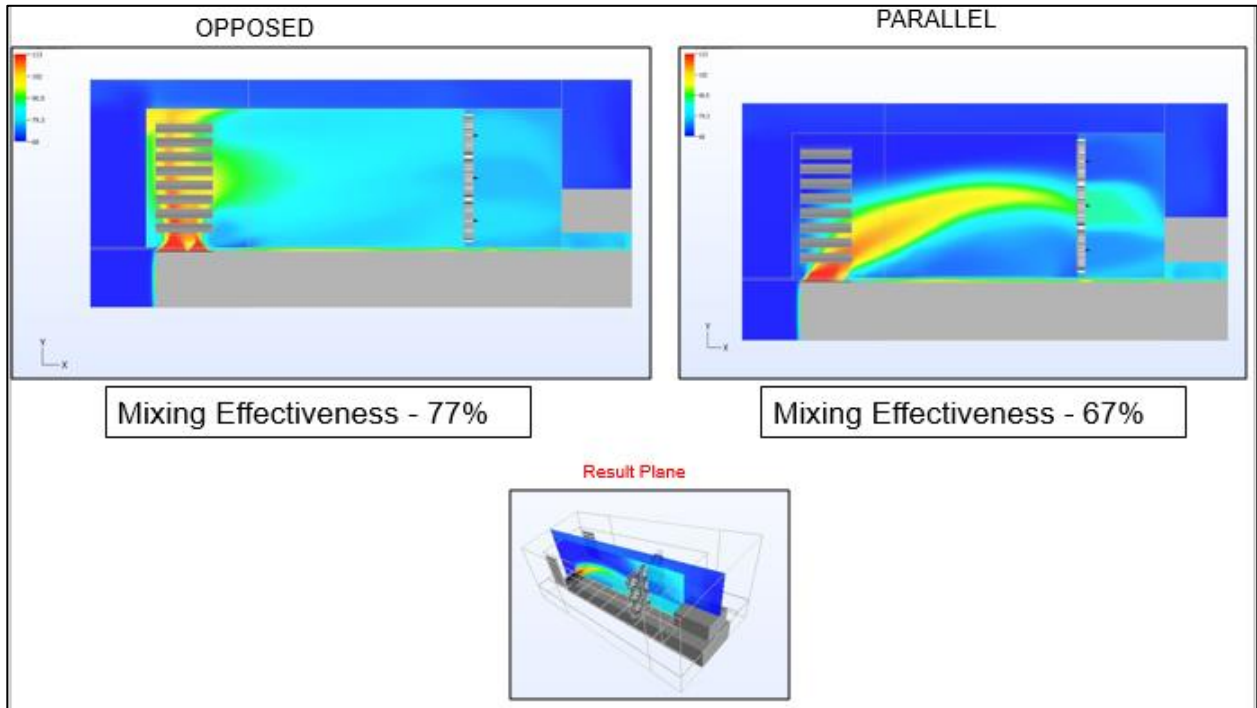 OPPOSED
PARALLEL
Y
X
Y
X
Mixing Effectiveness - 77%
Mixing Effectiveness - 67%
Result Plane